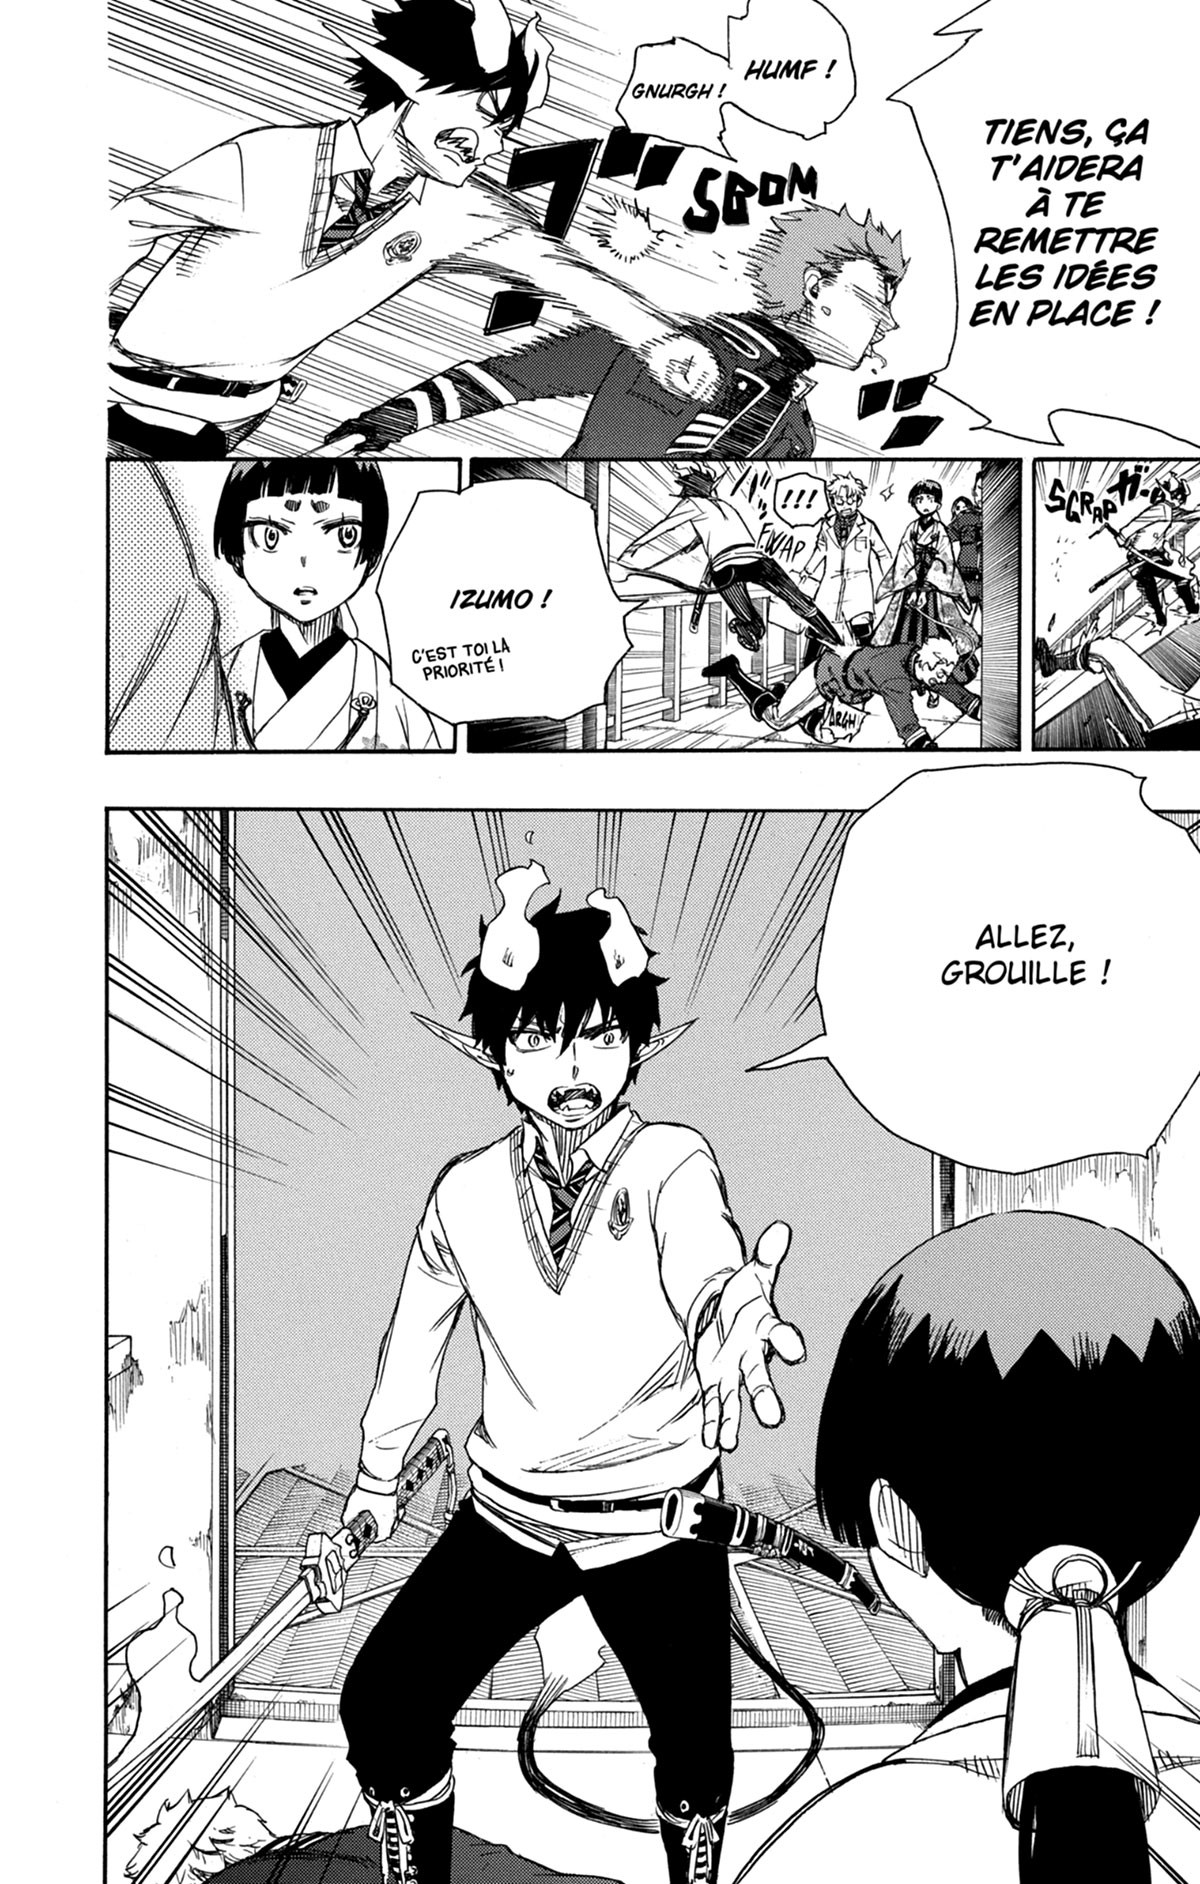 TIENS, ÇA
T'AIDERA
À TE
REMETTRE
LES IDÉES
EN PLACE !
HUMF !
GNURGH !
SBOM
SCRAP
!!!
FWAP
ARGH
IZUMO !
C'EST TOI LA
PRIORITÉ !
ALLEZ,
GROUILLE !